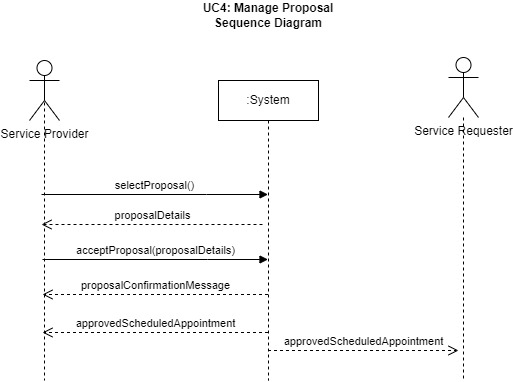 UC4: Manage Proposal
Sequence Diagram
:System
Service Provider
Service Requester
selectProposal()
proposalDetails
acceptProposal(proposalDetails)
proposalConfirmationMessage
approvedScheduledAppointment
approvedScheduledAppointment